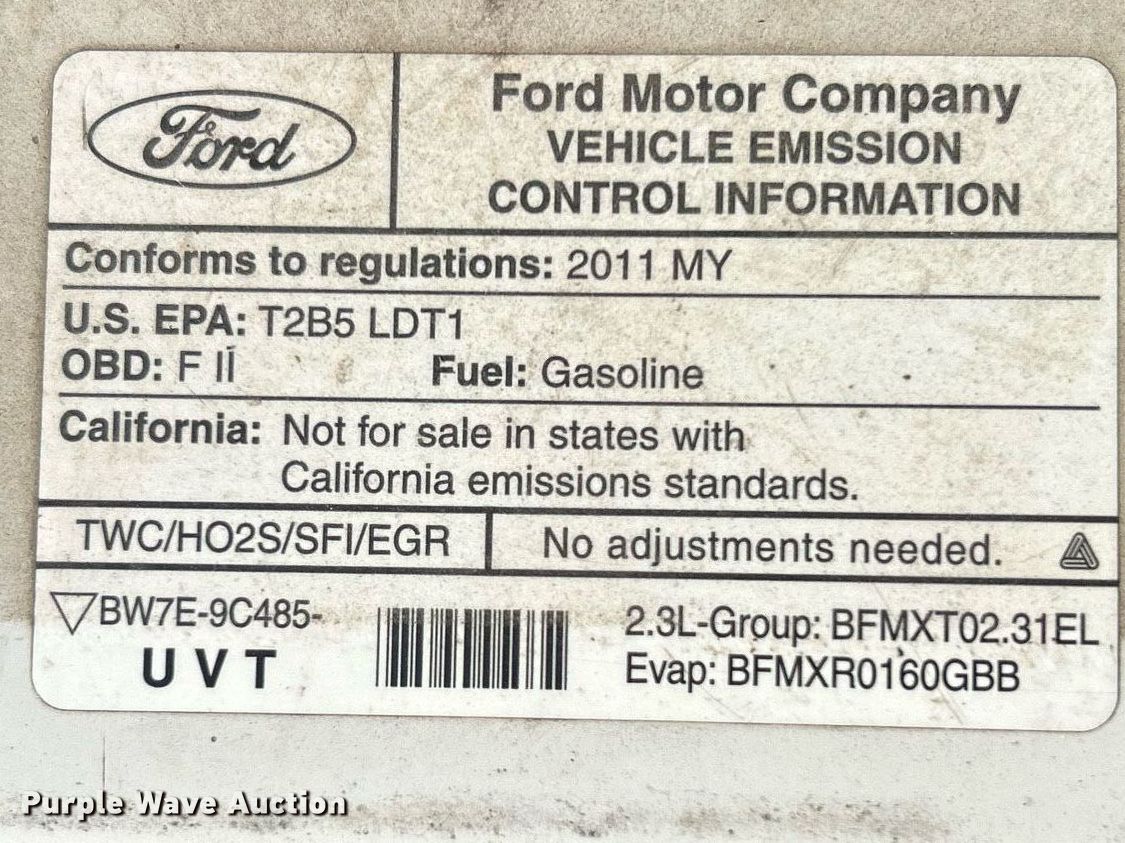 Ford
Ford Motor Company
VEHICLE EMISSION
CONTROL INFORMATION
Conforms to regulations: 2011 MY
U.S. EPA: T2B5 LDT1
OBD: F II Fuel: Gasoline
California: Not for sale in states with
California emissions standards.
TWC/HO2S/SFI/EGR No adjustments needed.
BW7E-9C485-
U V T
2.3L-Group: BFMXT02.31EL
Evap: BFMXR0160GBB
Purple Wave Auction